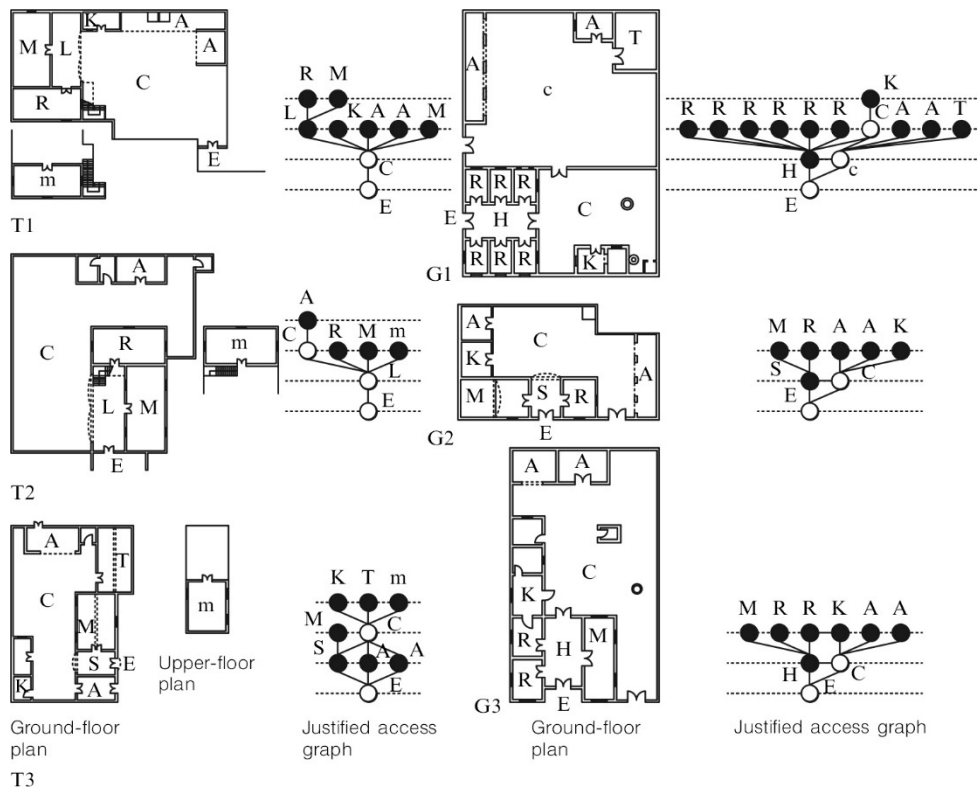 K A
M L A
C
R
E
m
T1
R M
L K A A M
C
E
A A T
c
R R R
E H C
R R R
K
G1
K
R R R R R R C A A T
H c
E
A
C R
L M
E
m
T2
A
C R M m
L
E
A C
K
M S R A
E
G2
M R A A K
S C
E
A
T
C
M
S E
K A
Ground-floor
plan
T3
m
Upper-floor
plan
K T m
M C
S A A
E
Justified access
graph
A A
C
K
R H M
R
E
G3
Ground-floor
plan
M R R K A A
H C
E
Justified access graph